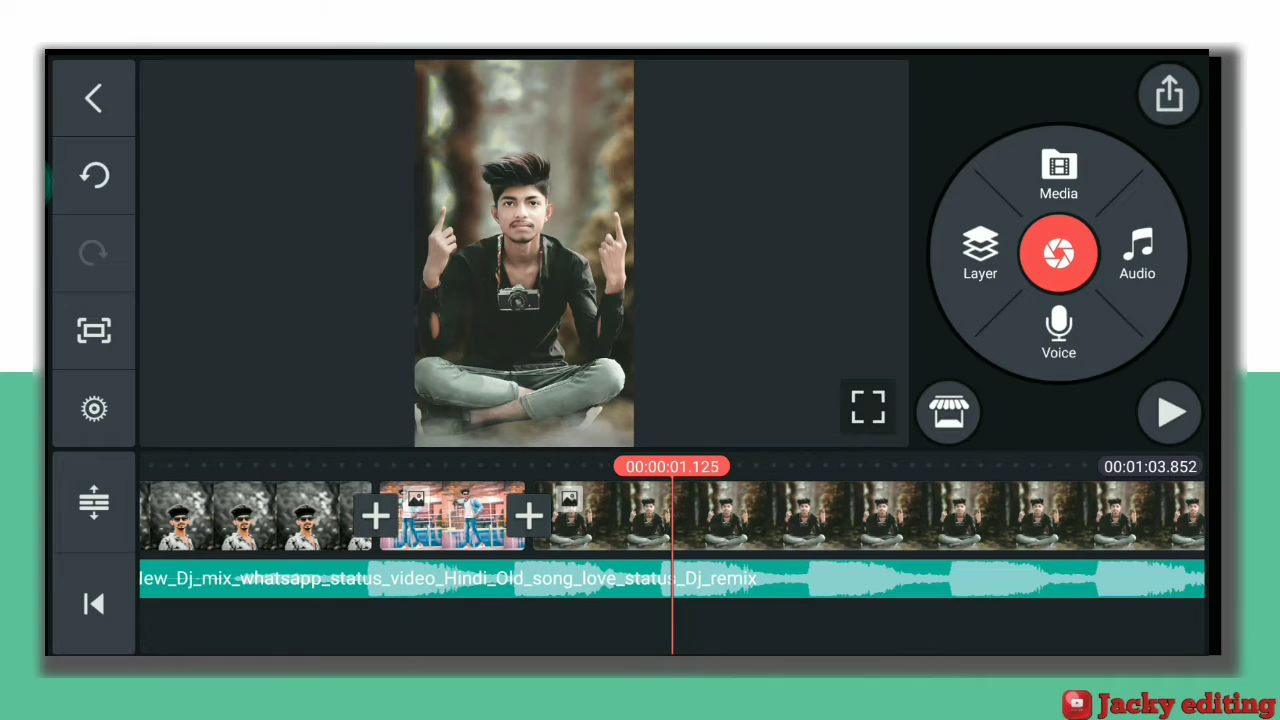 Media
Layer
Audio
Voice
00:00:01.125
00:01:03.852
lew_Dj_mix_whatsapp_status_video_Hindi_Old_song_love_status_Dj_remix
Jacky editing